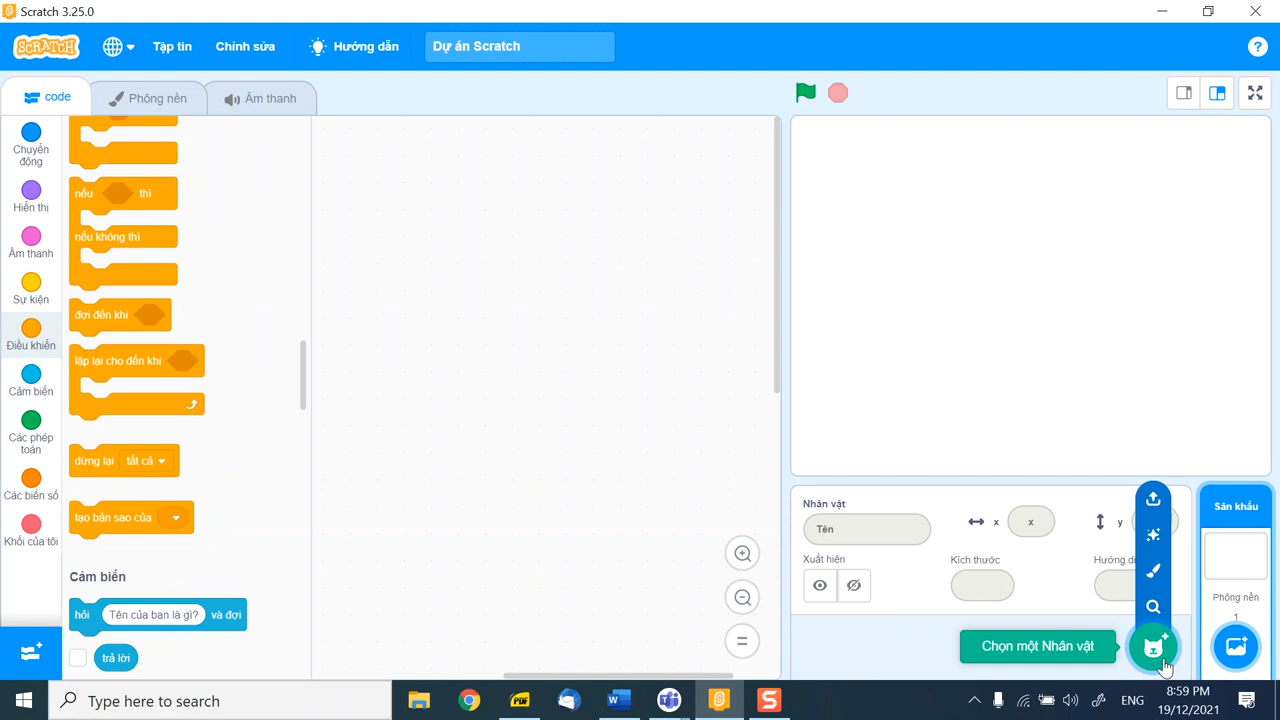 Scratch 3.25.0
SCRATCH
Tập tin
Chỉnh sửa
Hướng dẫn
Dự án Scratch
?
code
Phông nền
Âm thanh
Chuyển
động
Hiển thị
Âm thanh
Sự kiện
Điều khiển
Cảm biến
Các phép
toán
Các biến số
Khối của tôi
nếu thì
nếu không thì
đợi đến khi
lặp lại cho đến khi
dừng lại tất cả
tạo bản sao của
Cảm biến
hỏi Tên của bạn là gì? và đợi
trả lời
Nhân vật
Tên
x
x
y
Xuất hiện
Kích thước
Chọn một Nhân vật
Sân khấu
Phông nền
1
Type here to search
PDF
ENG
8:59 PM
19/12/2021